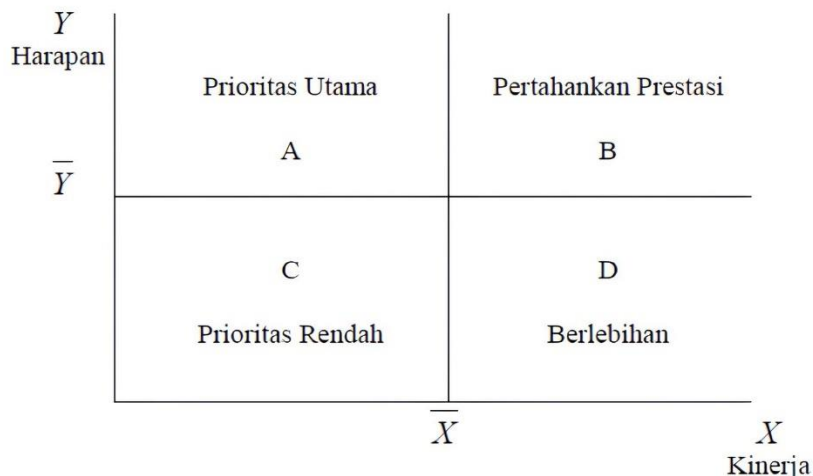 Y
Harapan
Prioritas Utama
Pertahankan Prestasi
A
B
Y̅
C
D
Prioritas Rendah
Berlebihan
X̅
X
Kinerja